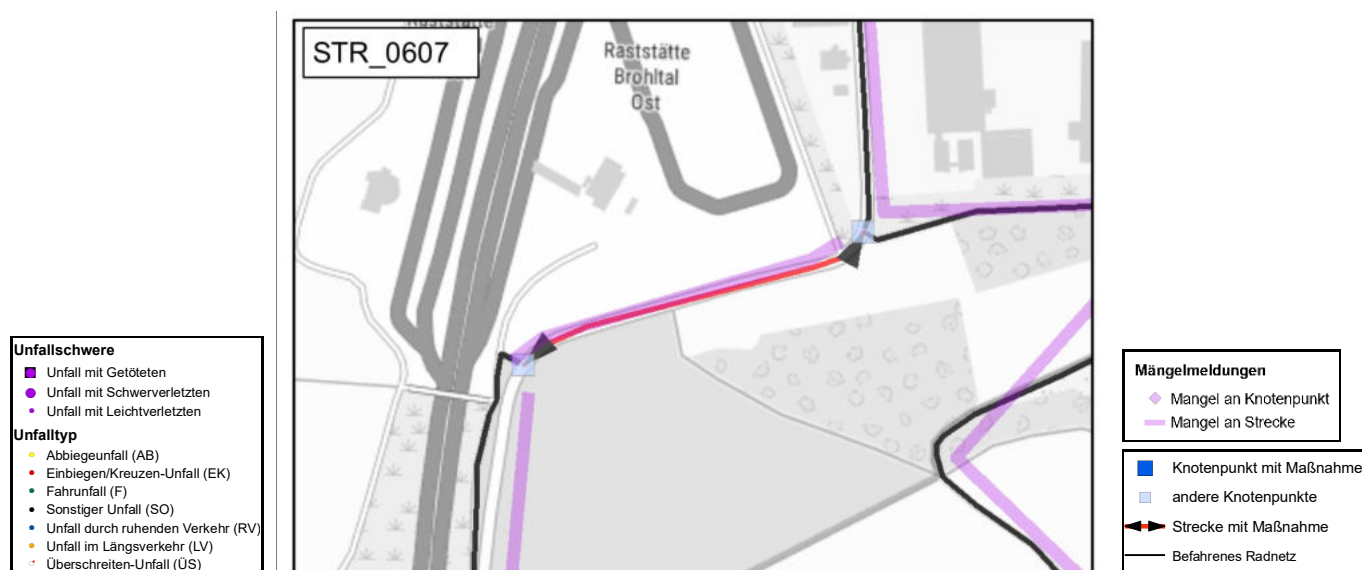 Raststätte
STR_0607
Raststätte
Brohltal
Ost
Unfallschwere
Unfall mit Getöteten
Unfall mit Schwerverletzten
Unfall mit Leichtverletzten
Unfalltyp
Abbiegeunfall (AB)
Einbiegen/Kreuzen-Unfall (EK)
Fahrunfall (F)
Sonstiger Unfall (SO)
Unfall durch ruhenden Verkehr (RV)
Unfall im Längsverkehr (LV)
Überschreiten-Unfall (ÜS)
Mängelmeldungen
Mangel an Knotenpunkt
Mangel an Strecke
Knotenpunkt mit Maßnahme
andere Knotenpunkte
Strecke mit Maßnahme
Befahrenes Radnetz